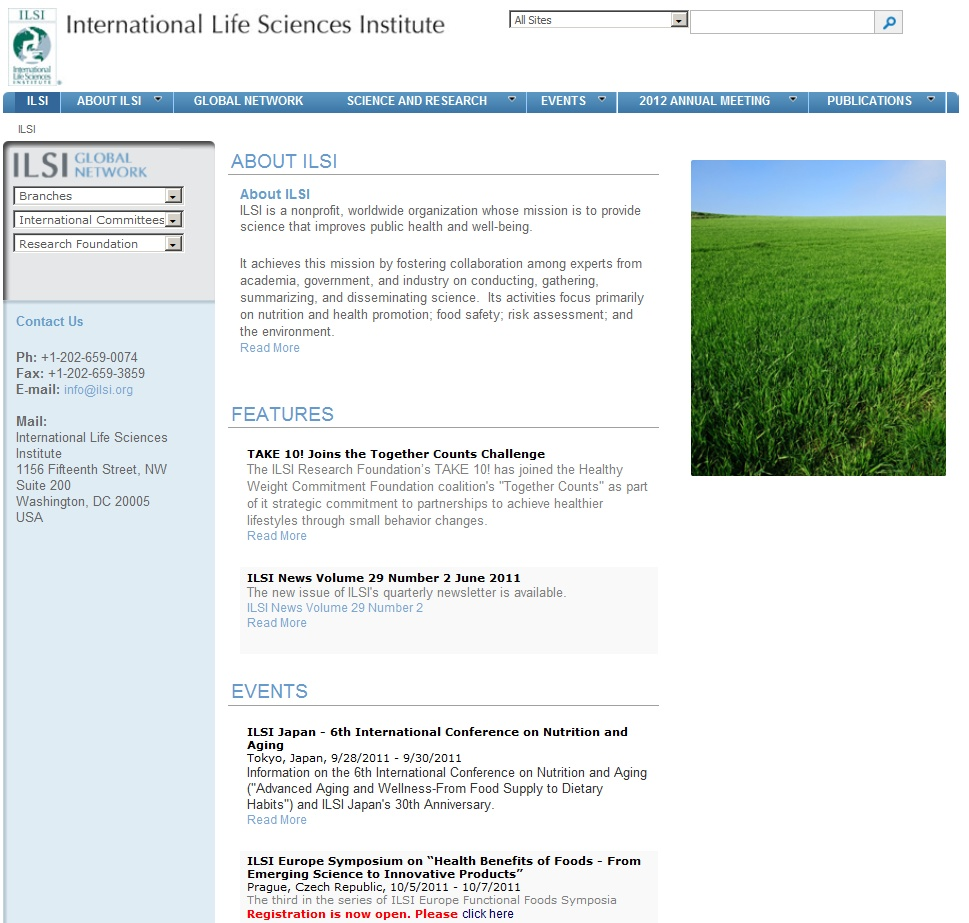 ILSI
International Life Sciences Institute
International
Life Sciences
INSTITUTE
All Sites
ILSI
ABOUT ILSI
GLOBAL NETWORK
SCIENCE AND RESEARCH
EVENTS
2012 ANNUAL MEETING
PUBLICATIONS
ILSI
ILSI GLOBAL NETWORK
Branches
International Committees
Research Foundation
Contact Us
Ph: +1-202-659-0074
Fax: +1-202-659-3859
E-mail: info@ilsi.org
Mail:
International Life Sciences
Institute
1156 Fifteenth Street, NW
Suite 200
Washington, DC 20005
USA
ABOUT ILSI
About ILSI
ILSI is a nonprofit, worldwide organization whose mission is to provide
science that improves public health and well-being.
It achieves this mission by fostering collaboration among experts from
academia, government, and industry on conducting, gathering,
summarizing, and disseminating science.  Its activities focus primarily
on nutrition and health promotion; food safety; risk assessment; and
the environment.
Read More
FEATURES
TAKE 10! Joins the Together Counts Challenge
The ILSI Research Foundation’s TAKE 10! has joined the Healthy
Weight Commitment Foundation coalition's "Together Counts" as part
of it strategic commitment to partnerships to achieve healthier
lifestyles through small behavior changes.
Read More
ILSI News Volume 29 Number 2 June 2011
The new issue of ILSI's quarterly newsletter is available.
ILSI News Volume 29 Number 2
Read More
EVENTS
ILSI Japan - 6th International Conference on Nutrition and
Aging
Tokyo, Japan, 9/28/2011 - 9/30/2011
Information on the 6th International Conference on Nutrition and Aging
("Advanced Aging and Wellness-From Food Supply to Dietary
Habits") and ILSI Japan's 30th Anniversary.
Read More
ILSI Europe Symposium on “Health Benefits of Foods - From
Emerging Science to Innovative Products”
Prague, Czech Republic, 10/5/2011 - 10/7/2011
The third in the series of ILSI Europe Functional Foods Symposia
Registration is now open. Please click here